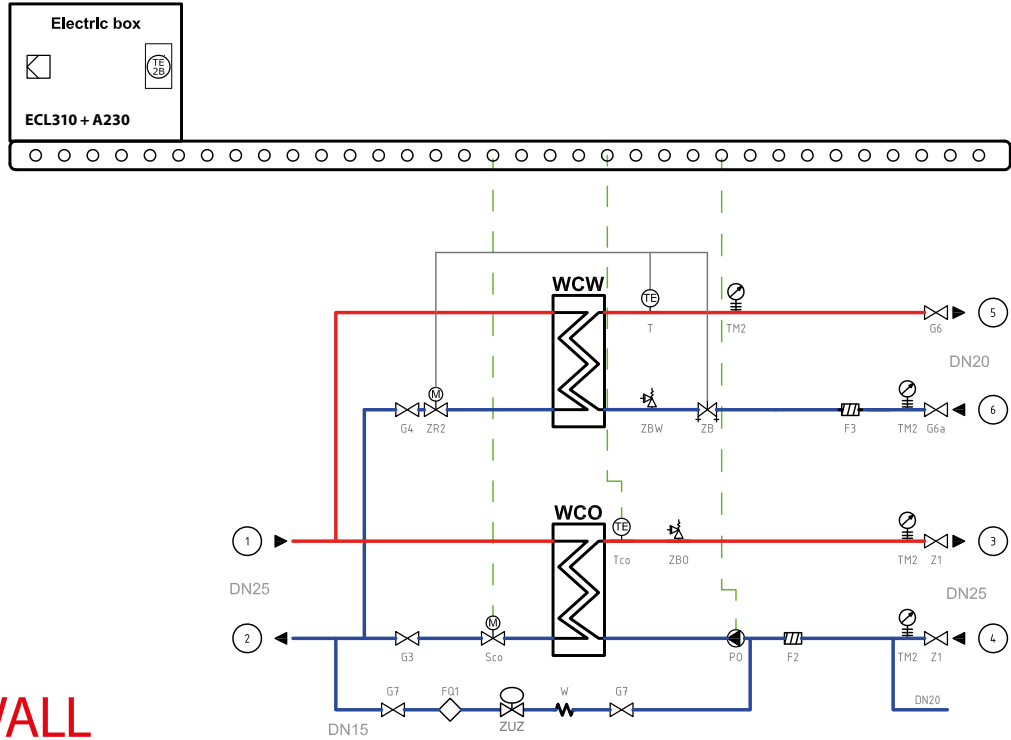 Electric box
TE
2B
ECL310 + A230
WCW
TE
T
TM2
G6
5
DN20
M
G4
ZR2
ZBW
ZB
F3
TM2
G6a
6
WCO
1
TE
Tco
ZBO
TM2
Z1
3
DN25
DN25
2
M
G3
Sco
PO
F2
TM2
Z1
4
G7
FQ1
W
G7
DN20
DN15
ZUZ
WALL